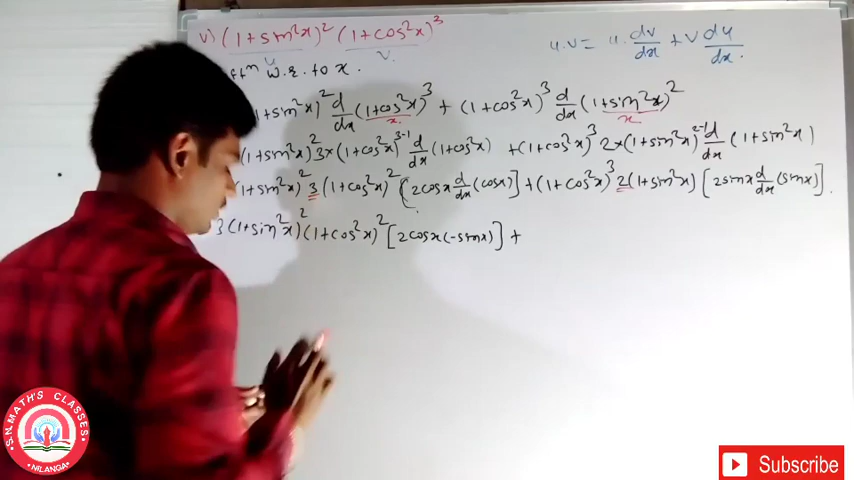 v) (1+sin²x)² (1+cos²x)³
u v
u.v = u. dv/dx + v du/dx.
w.r. to x.
1+sin²x)² d/dx (1+cos²x)³ + (1+cos²x)³ d/dx (1+sin²x)²
x. x
(1+sin²x)² 3×(1+cos²x)³⁻¹ d/dx (1+cos²x) +(1+cos²x)³ 2×(1+sin²x)²⁻¹ d/dx (1+sin²x)
1+sin²x)² 3 (1+cos²x)² [2cosx d/dx (cosx)] + (1+cos²x)³ 2(1+sin²x) [2sinx d/dx (sinx)].
3 (1+sin²x)² (1+cos²x)² [2cosx(-sinx)] +
S.N. MATH'S CLASSES
NILANGA
Subscribe